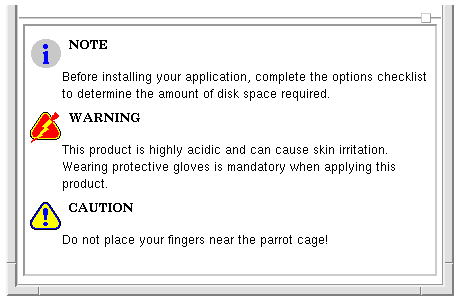 NOTE
Before installing your application, complete the options checklist
to determine the amount of disk space required.
WARNING
This product is highly acidic and can cause skin irritation.
Wearing protective gloves is mandatory when applying this
product.
CAUTION
Do not place your fingers near the parrot cage!